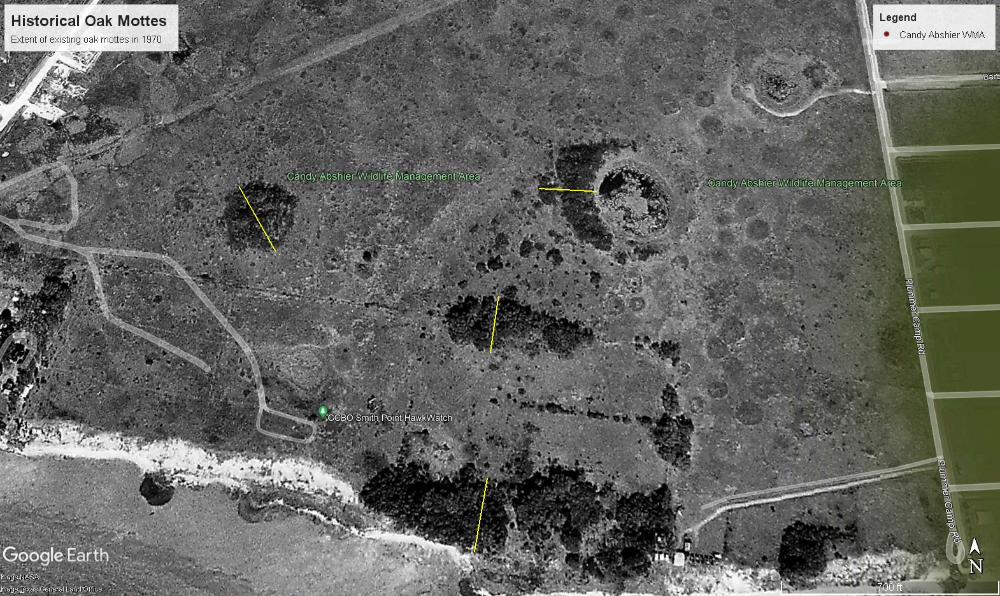 Historical Oak Mottes
Extent of existing oak mottes in 1970
Legend
Candy Abshier WMA
Barb
Candy Abshier Wildlife Management Area
Candy Abshier Wildlife Management Area
Plummer Camp Rd
GCBO Smith Point HawkWatch
Plummer Camp Rd
Google Earth
Image NASA
Image Texas General Land Office
N
700 ft